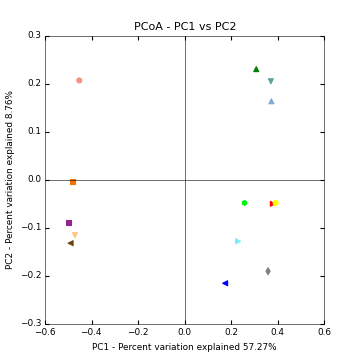 PCoA - PC1 vs PC2
PC2 - Percent variation explained 8.76%
0.3
0.2
0.1
0.0
−0.1
−0.2
−0.3
−0.6 −0.4 −0.2 0.0 0.2 0.4 0.6
PC1 - Percent variation explained 57.27%